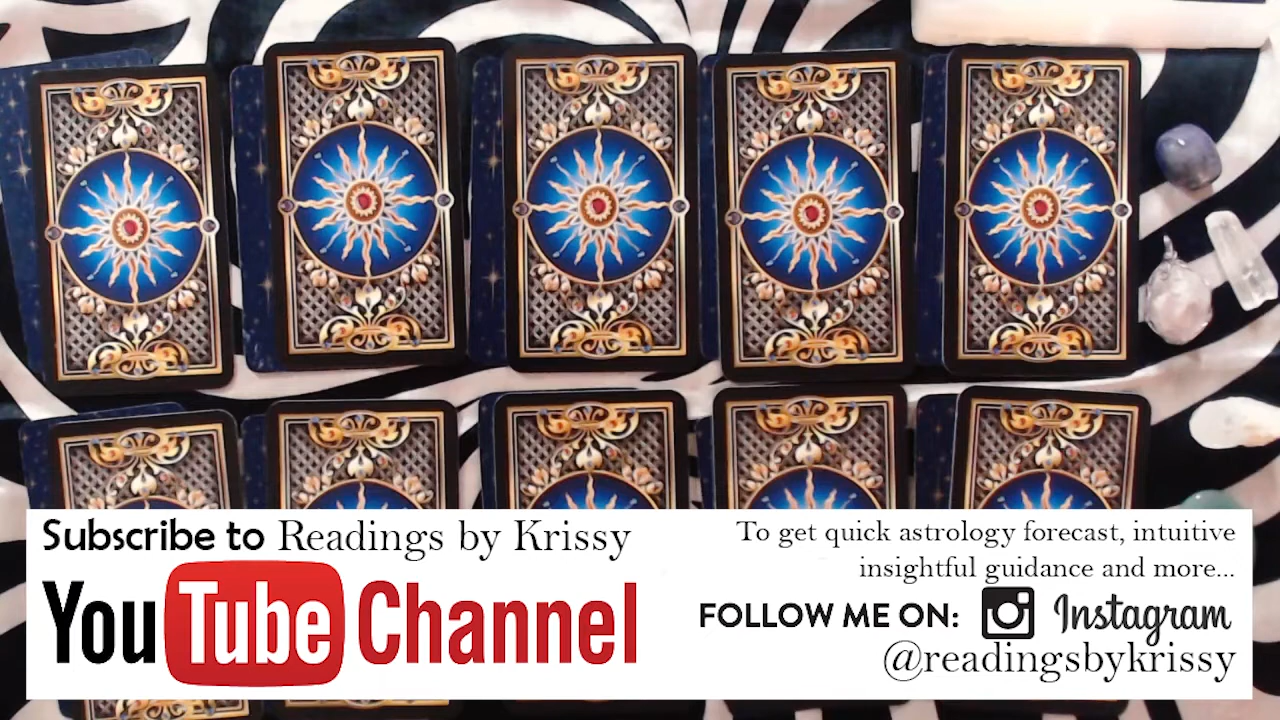 Subscribe to Readings by Krissy
YouTube Channel
To get quick astrology forecast, intuitive
insightful guidance and more...
FOLLOW ME ON: Instagram
@readingsbykrissy